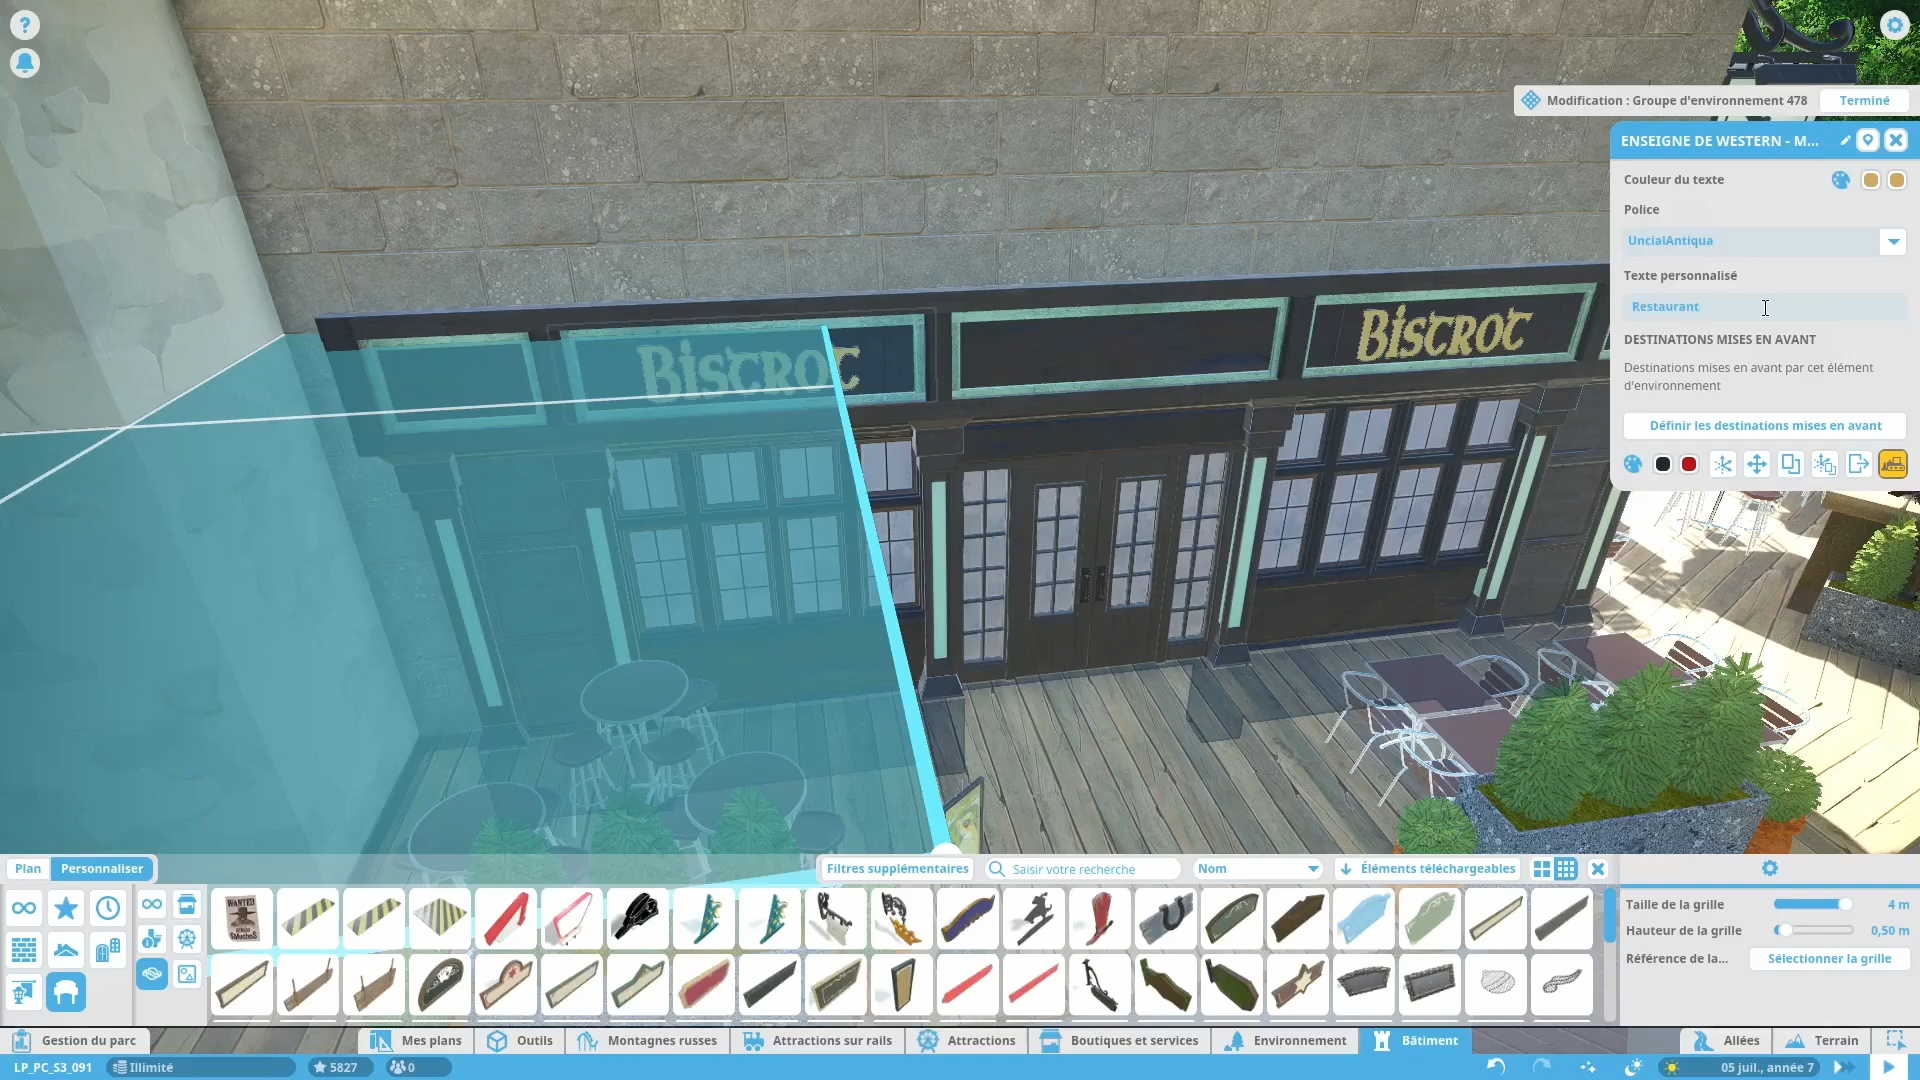 Modification : Groupe d'environnement 478
Terminé
ENSEIGNE DE WESTERN - M...
Couleur du texte
Police
UncialAntiqua
Texte personnalisé
Restaurant
DESTINATIONS MISES EN AVANT
Destinations mises en avant par cet élément
d'environnement
Définir les destinations mises en avant
BISTROT
BISTROT
Plan
Personnaliser
Filtres supplémentaires
Saisir votre recherche
Nom
Éléments téléchargeables
WANTED
Taille de la grille
4 m
Hauteur de la grille
0,50 m
Référence de la...
Sélectionner la grille
Gestion du parc
Mes plans
Outils
Montagnes russes
Attractions sur rails
Attractions
Boutiques et services
Environnement
Bâtiment
Allées
Terrain
LP_PC_S3_091
Illimité
5827
0
05 juil., année 7